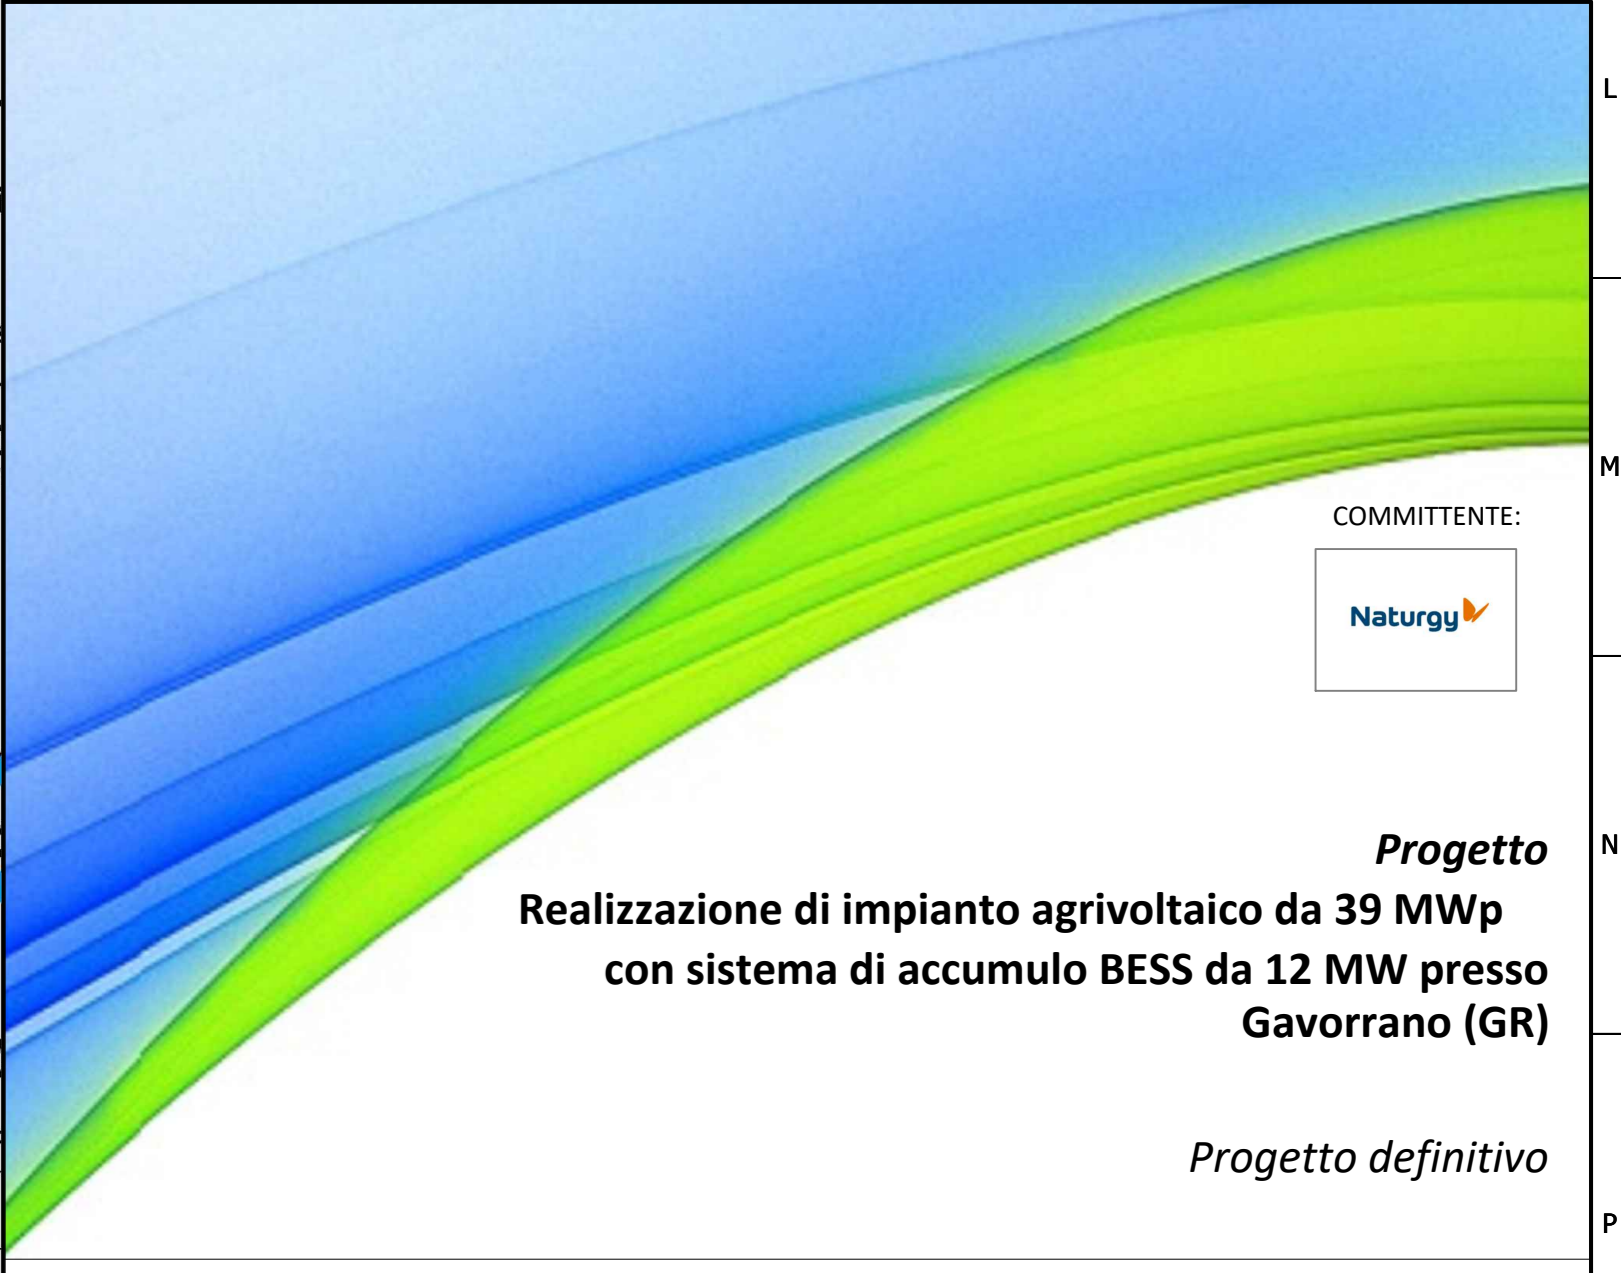 L
M
COMMITTENTE:
Naturgy
Progetto
N
Realizzazione di impianto agrivoltaico da 39 MWp
con sistema di accumulo BESS da 12 MW presso
Gavorrano (GR)
Progetto definitivo
P